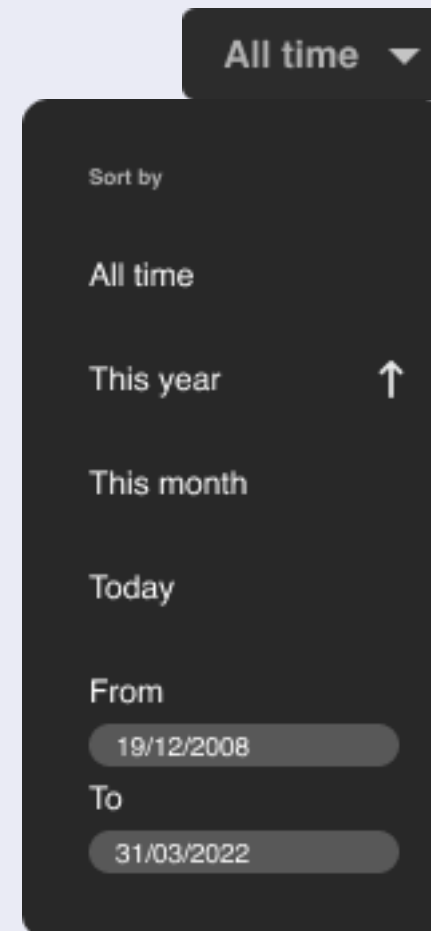 All time
Sort by
All time
This year
This month
Today
From
19/12/2008
To
31/03/2022